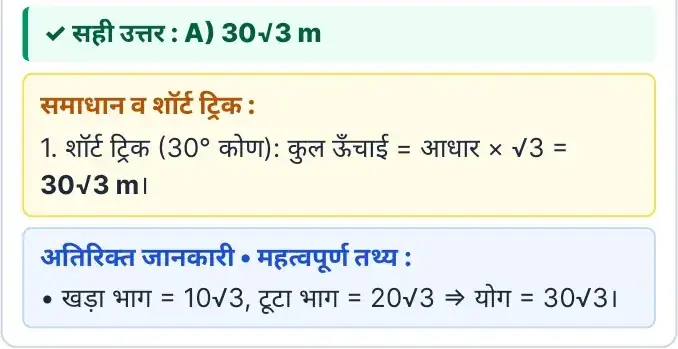 ✓ सही उत्तर : A) 30√3 m
समाधान व शॉर्ट ट्रिक :
1. शॉर्ट ट्रिक (30° कोण): कुल ऊँचाई = आधार × √3 =
30√3 m।
अतिरिक्त जानकारी • महत्वपूर्ण तथ्य :
• खड़ा भाग = 10√3, टूटा भाग = 20√3 ⇒ योग = 30√3।